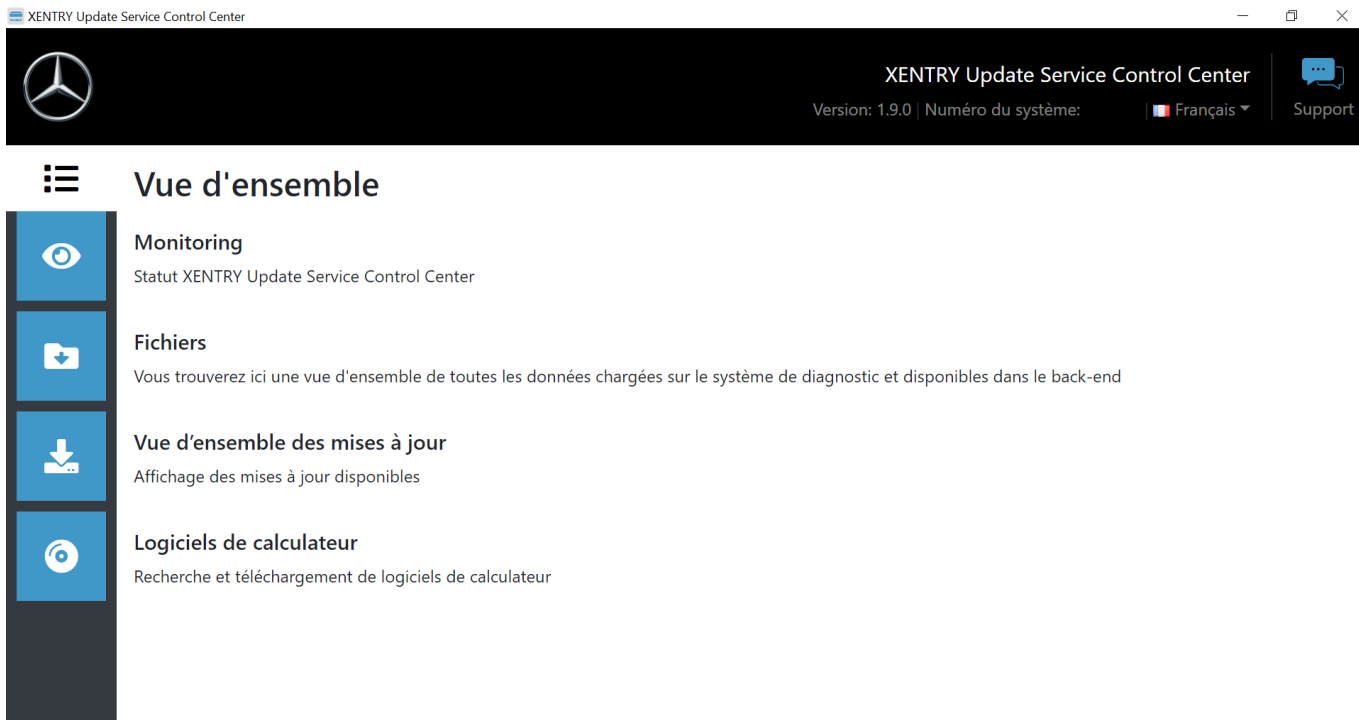 XENTRY Update Service Control Center
XENTRY Update Service Control Center
Version: 1.9.0 | Numéro du système: | Français
Support
Vue d'ensemble
Monitoring
Statut XENTRY Update Service Control Center
Fichiers
Vous trouverez ici une vue d'ensemble de toutes les données chargées sur le système de diagnostic et disponibles dans le back-end
Vue d’ensemble des mises à jour
Affichage des mises à jour disponibles
Logiciels de calculateur
Recherche et téléchargement de logiciels de calculateur